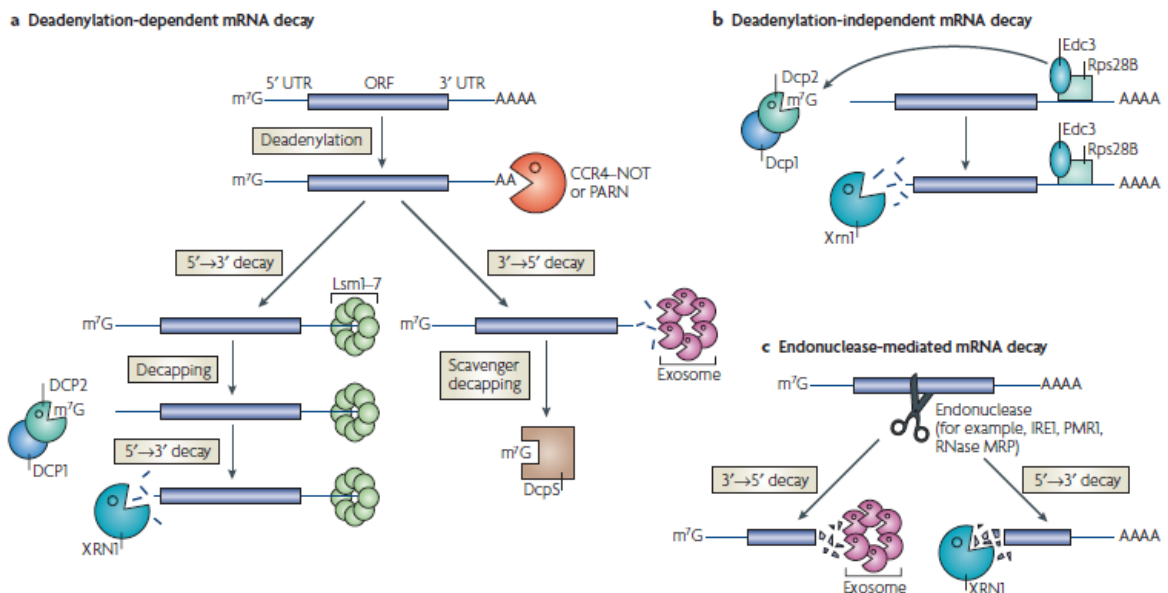 a Deadenylation-dependent mRNA decay
5′ UTR ORF 3′ UTR
m⁷G AAAA
Deadenylation
m⁷G AA
CCR4–NOT
or PARN
5′→3′ decay
3′→5′ decay
Lsm1–7
m⁷G
m⁷G
Exosome
Decapping
Scavenger
decapping
DCP2
m⁷G
DCP1
m⁷G
DcpS
5′→3′ decay
XRN1
b Deadenylation-independent mRNA decay
Edc3
Rps28B
Dcp2
m⁷G
AAAA
Dcp1
Edc3
Rps28B
AAAA
Xrn1
c Endonuclease-mediated mRNA decay
m⁷G AAAA
Endonuclease
(for example, IRE1, PMR1,
RNase MRP)
3′→5′ decay
5′→3′ decay
m⁷G
AAAA
Exosome
XRN1